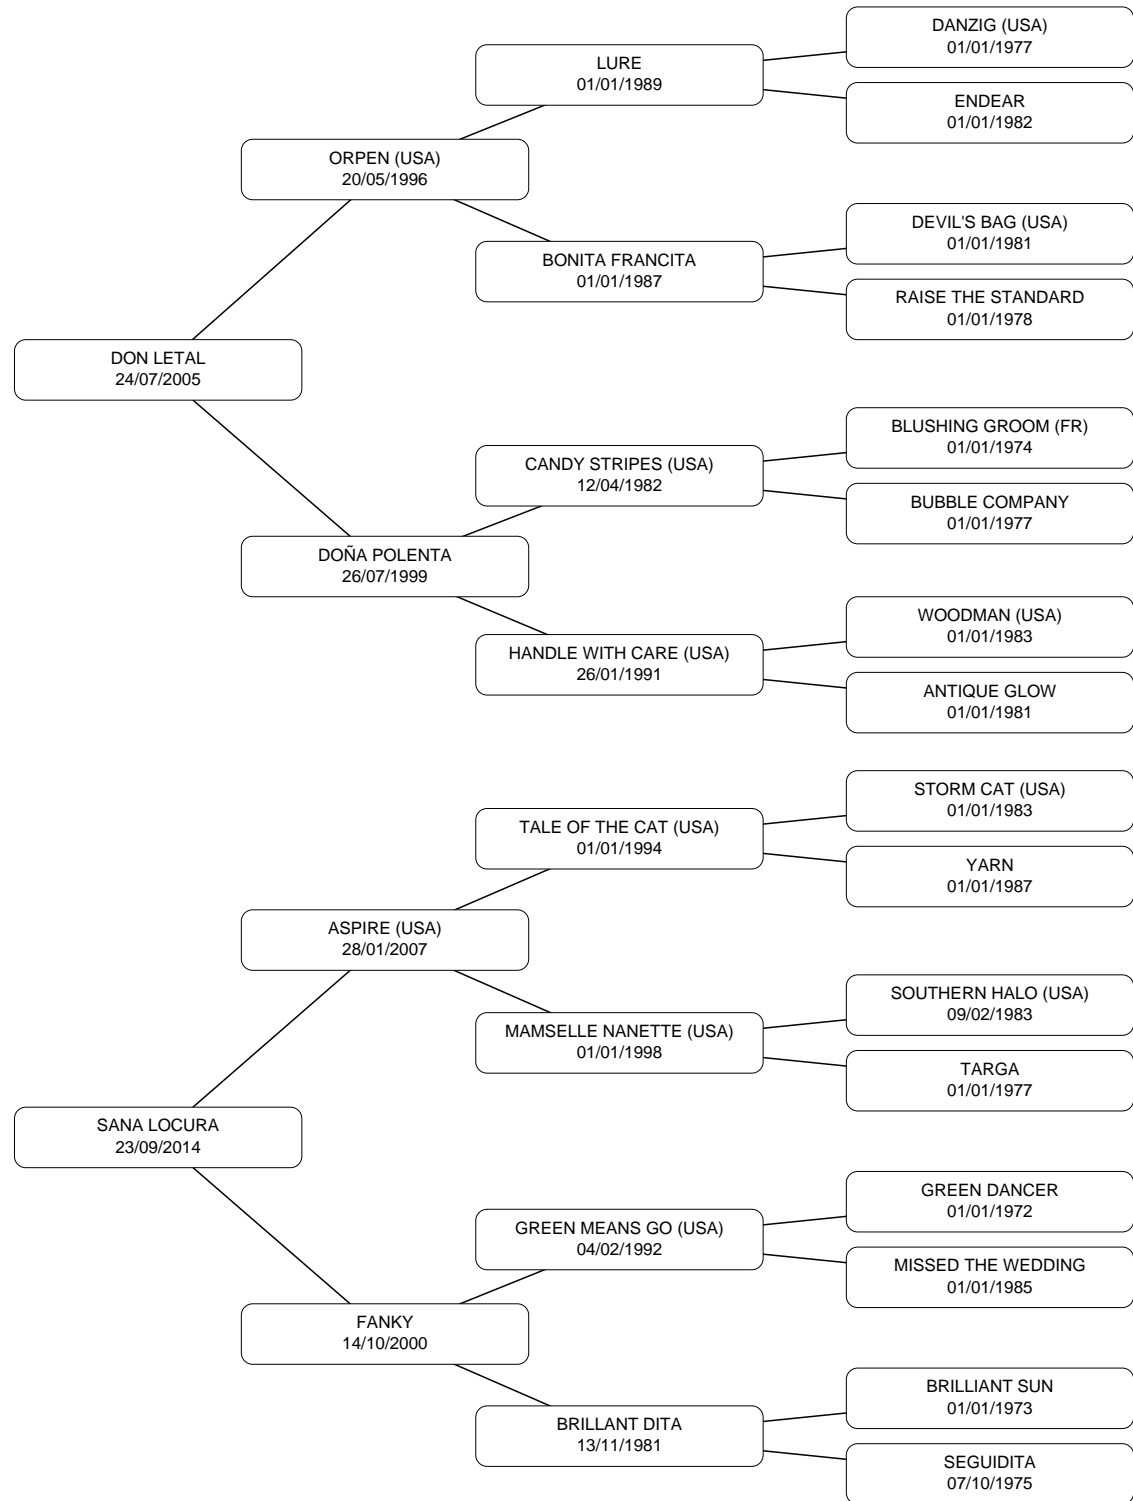 DANZIG (USA)
01/01/1977
LURE
01/01/1989
ENDEAR
01/01/1982
ORPEN (USA)
20/05/1996
DEVIL'S BAG (USA)
01/01/1981
BONITA FRANCITA
01/01/1987
RAISE THE STANDARD
01/01/1978
DON LETAL
24/07/2005
BLUSHING GROOM (FR)
01/01/1974
CANDY STRIPES (USA)
12/04/1982
BUBBLE COMPANY
01/01/1977
DOÑA POLENTA
26/07/1999
WOODMAN (USA)
01/01/1983
HANDLE WITH CARE (USA)
26/01/1991
ANTIQUE GLOW
01/01/1981
STORM CAT (USA)
01/01/1983
TALE OF THE CAT (USA)
01/01/1994
YARN
01/01/1987
ASPIRE (USA)
28/01/2007
SOUTHERN HALO (USA)
09/02/1983
MAMSELLE NANETTE (USA)
01/01/1998
TARGA
01/01/1977
SANA LOCURA
23/09/2014
GREEN DANCER
01/01/1972
GREEN MEANS GO (USA)
04/02/1992
MISSED THE WEDDING
01/01/1985
FANKY
14/10/2000
BRILLIANT SUN
01/01/1973
BRILLANT DITA
13/11/1981
SEGUIDITA
07/10/1975